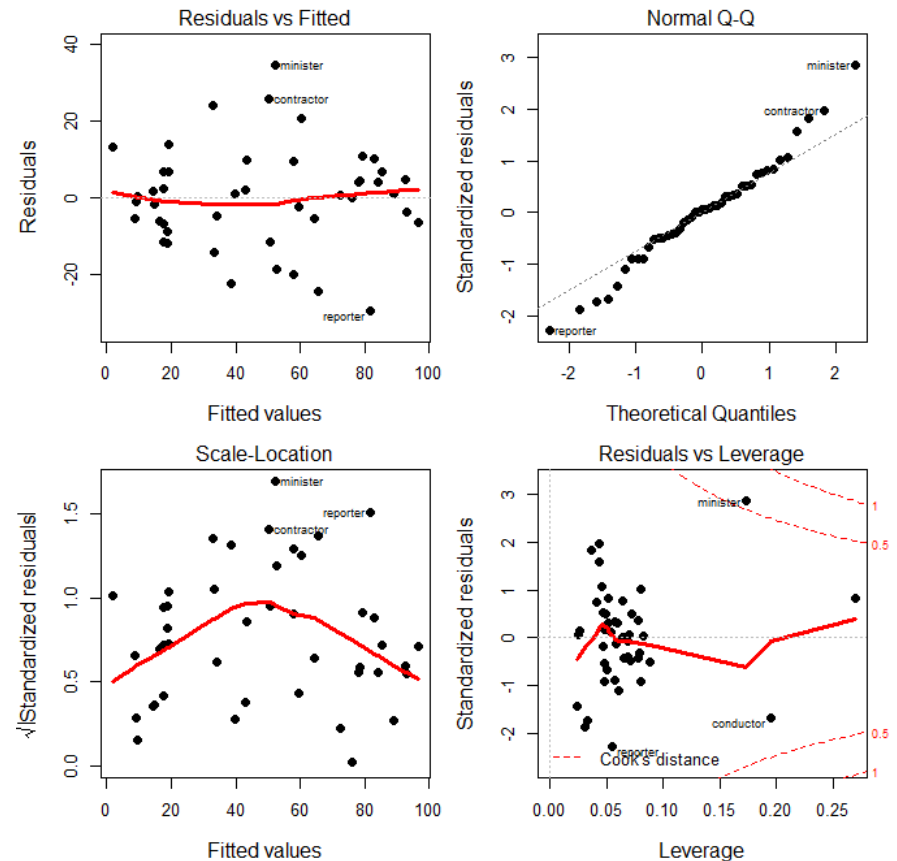 Residuals vs Fitted
Residuals
40
20
0
-20
minister
contractor
reporter
0 20 40 60 80 100
Fitted values
Normal Q-Q
Standardized residuals
3
2
1
0
-1
-2
minister
contractor
reporter
-2 -1 0 1 2
Theoretical Quantiles
Scale-Location
√|Standardized residuals|
1.5
1.0
0.5
0.0
minister
reporter
contractor
0 20 40 60 80 100
Fitted values
Residuals vs Leverage
Standardized residuals
3
2
1
0
-1
-2
minister
1
0.5
conductor
0.5
reporter
Cook's distance
1
0.00 0.05 0.10 0.15 0.20 0.25
Leverage